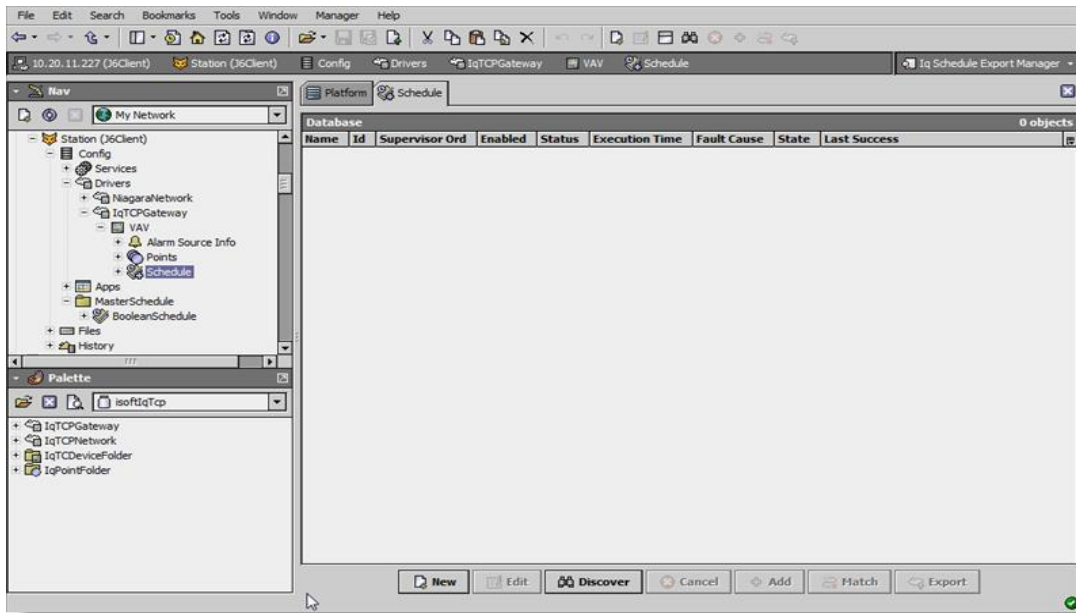 File Edit Search Bookmarks Tools Window Manager Help
10.20.11.227 (J6Client) Station (J6Client) Config Drivers IqTCPGateway VAV Schedule Iq Schedule Export Manager
Nav
My Network
Station (J6Client)
Config
Services
Drivers
NiagaraNetwork
IqTCPGateway
VAV
Alarm Source Info
Points
Schedule
Apps
MasterSchedule
BooleanSchedule
Files
History
Palette
isoftIqTcp
IqTCPGateway
IqTCPNetwork
IqTCDeviceFolder
IqPointFolder
Platform Schedule
Database 0 objects
Name Id Supervisor Ord Enabled Status Execution Time Fault Cause State Last Success
New Edit Discover Cancel Add Match Export